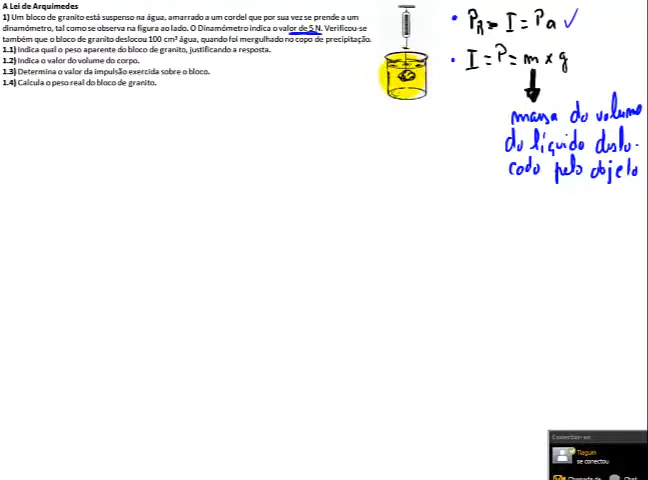 A Lei de Arquimedes
1) Um bloco de granito está suspenso na água, amarrado a um cordel que por sua vez se prende a um
dinamómetro, tal como se observa na figura ao lado. O Dinamómetro indica o valor de 5 N. Verificou-se
também que o bloco de granito deslocou 100 cm³ água, quando foi mergulhado no copo de precipitação.
1.1) Indica qual o peso aparente do bloco de granito, justificando a resposta.
1.2) Indica o valor do volume do corpo.
1.3) Determina o valor da impulsão exercida sobre o bloco.
1.4) Calcula o peso real do bloco de granito.
• PR - I = Pa ✓
• I = P = m x g
massa do volume
do líquido deslo-
cado pelo objeto
Conectar-se
Tiaguin
se conectou
Chamada de
Chat